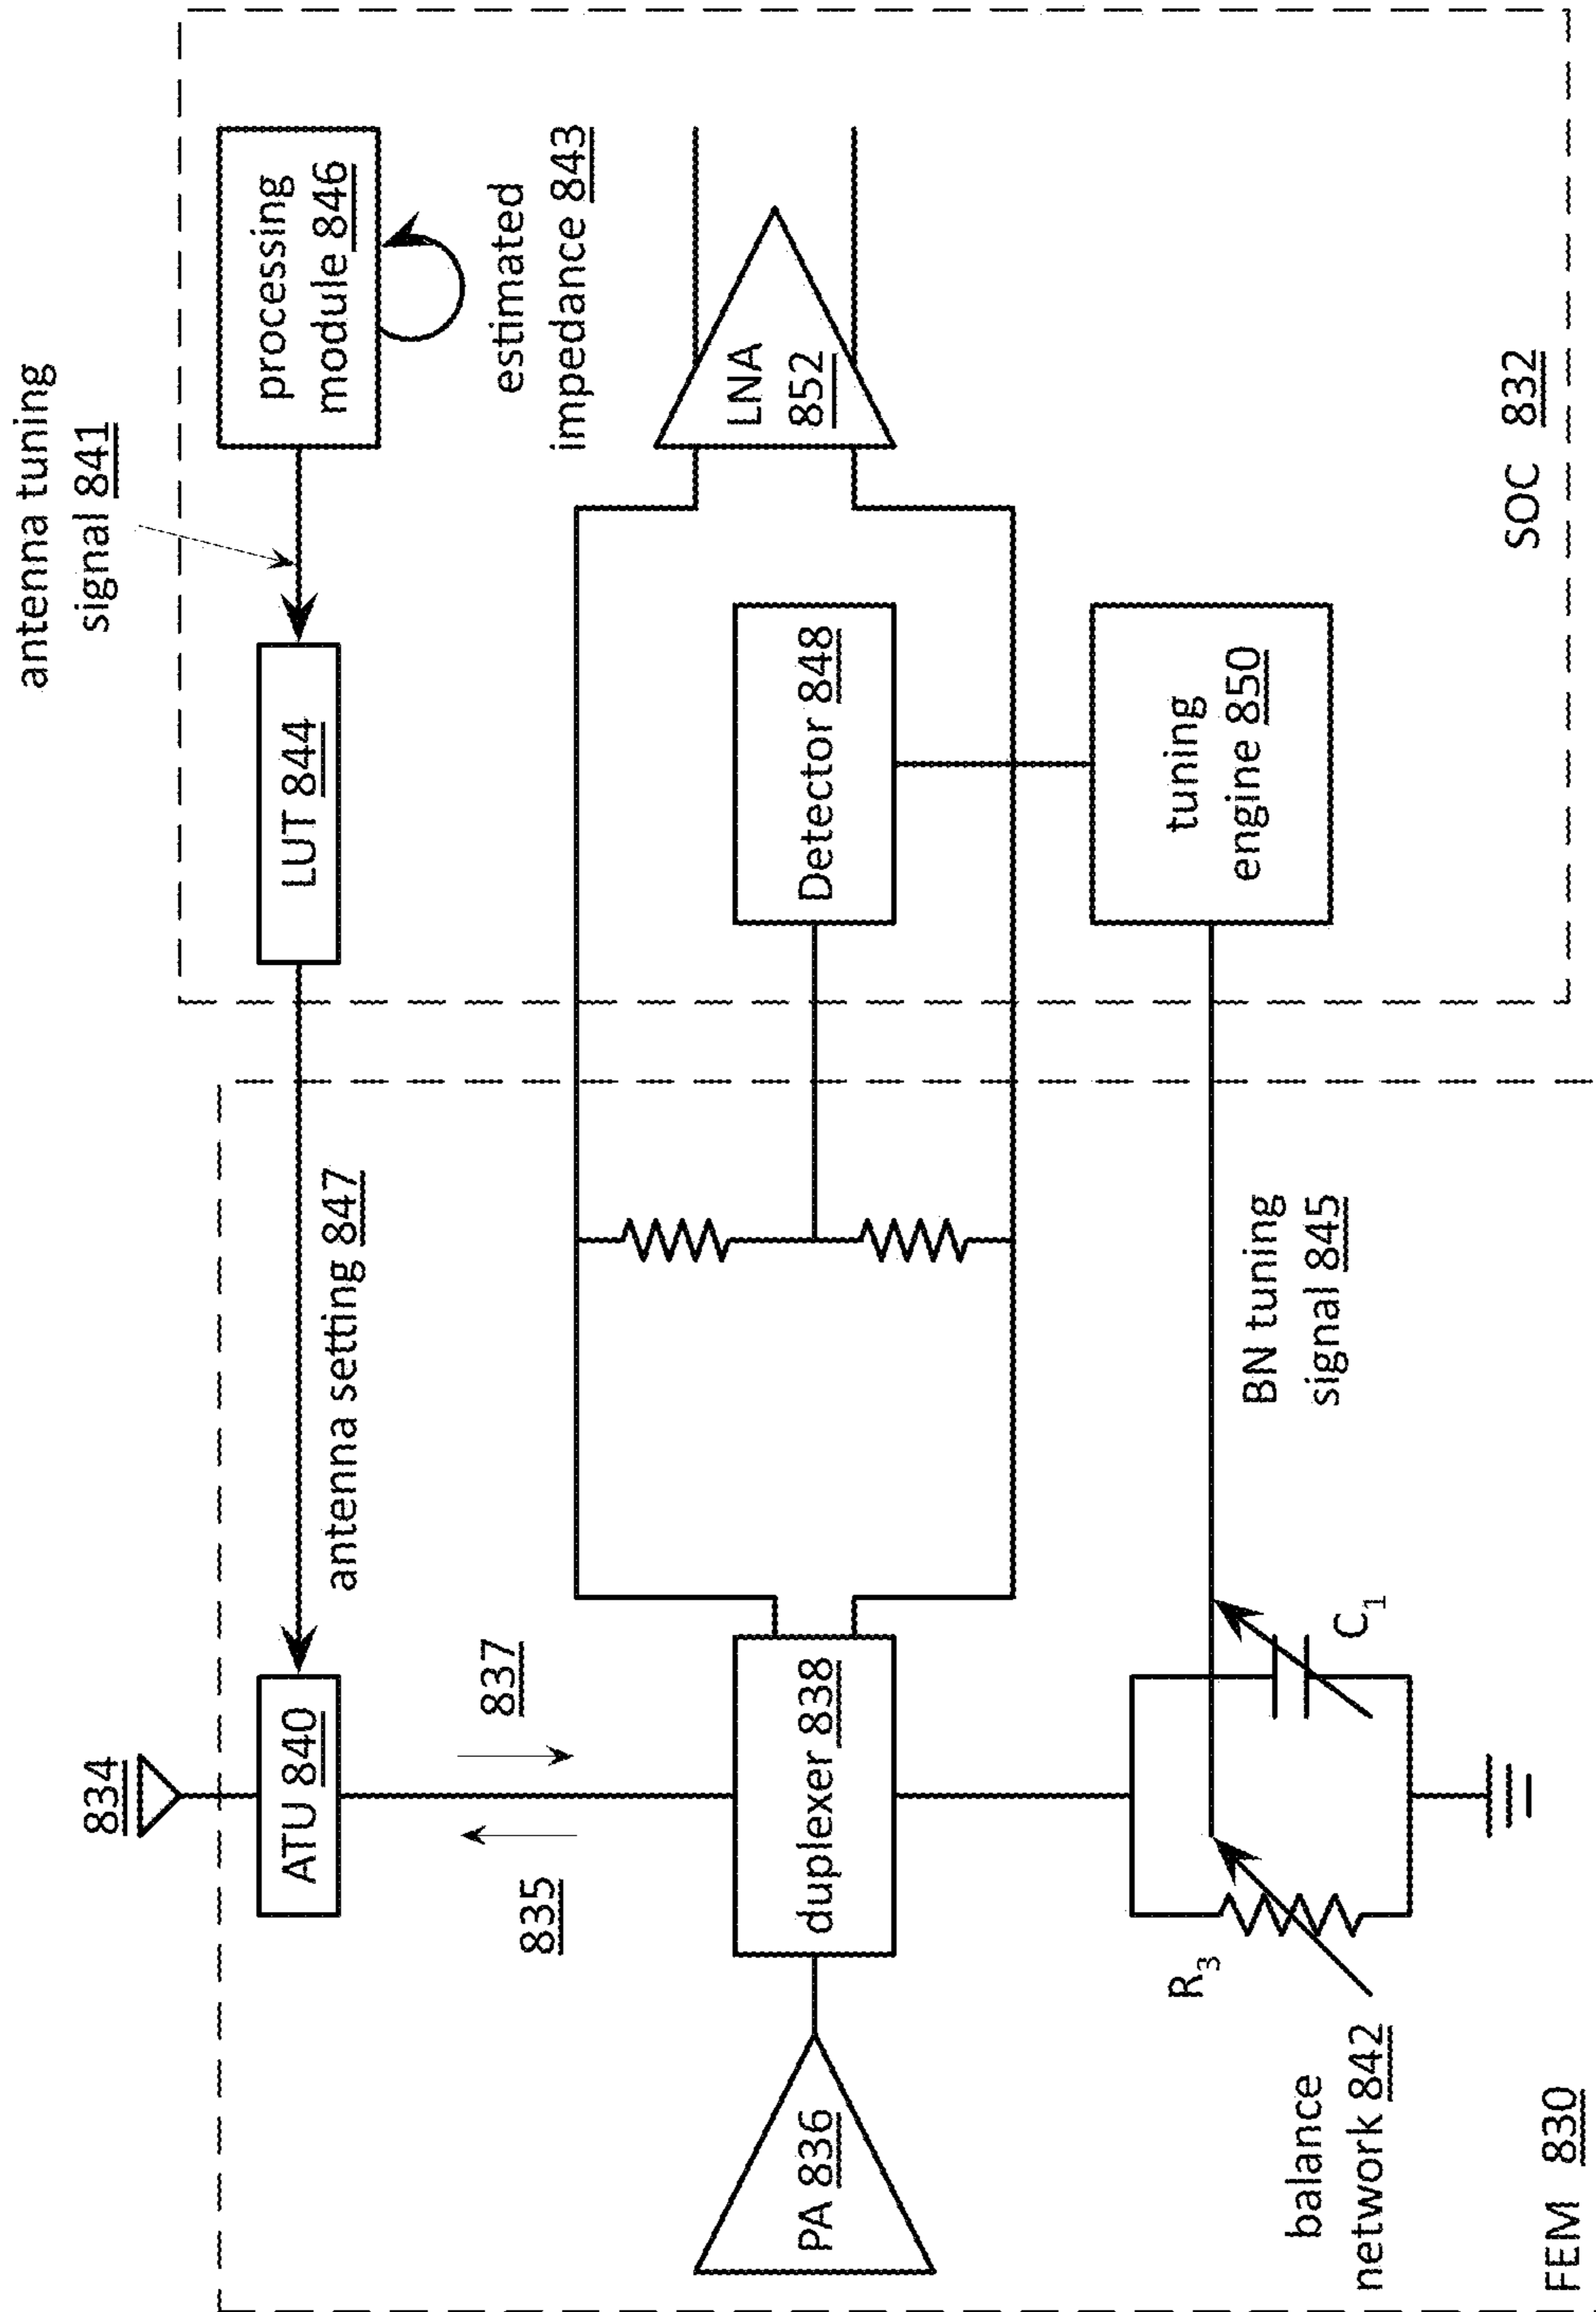 antenna tuning
signal 841
834
ATU 840
antenna setting 847
LUT 844
processing
module 846
estimated
impedance 843
835
837
PA 836
duplexer 838
Detector 848
LNA
852
R3
C1
balance
network 842
BN tuning
signal 845
tuning
engine 850
FEM 830
SOC 832